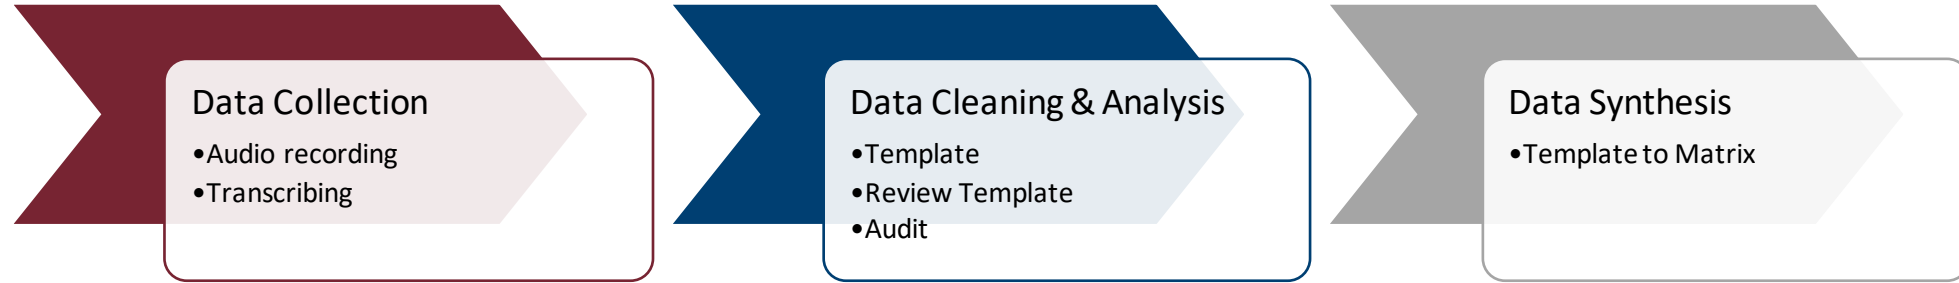 Data Collection
•Audio recording
•Transcribing
Data Cleaning & Analysis
•Template
•Review Template
•Audit
Data Synthesis
•Template to Matrix